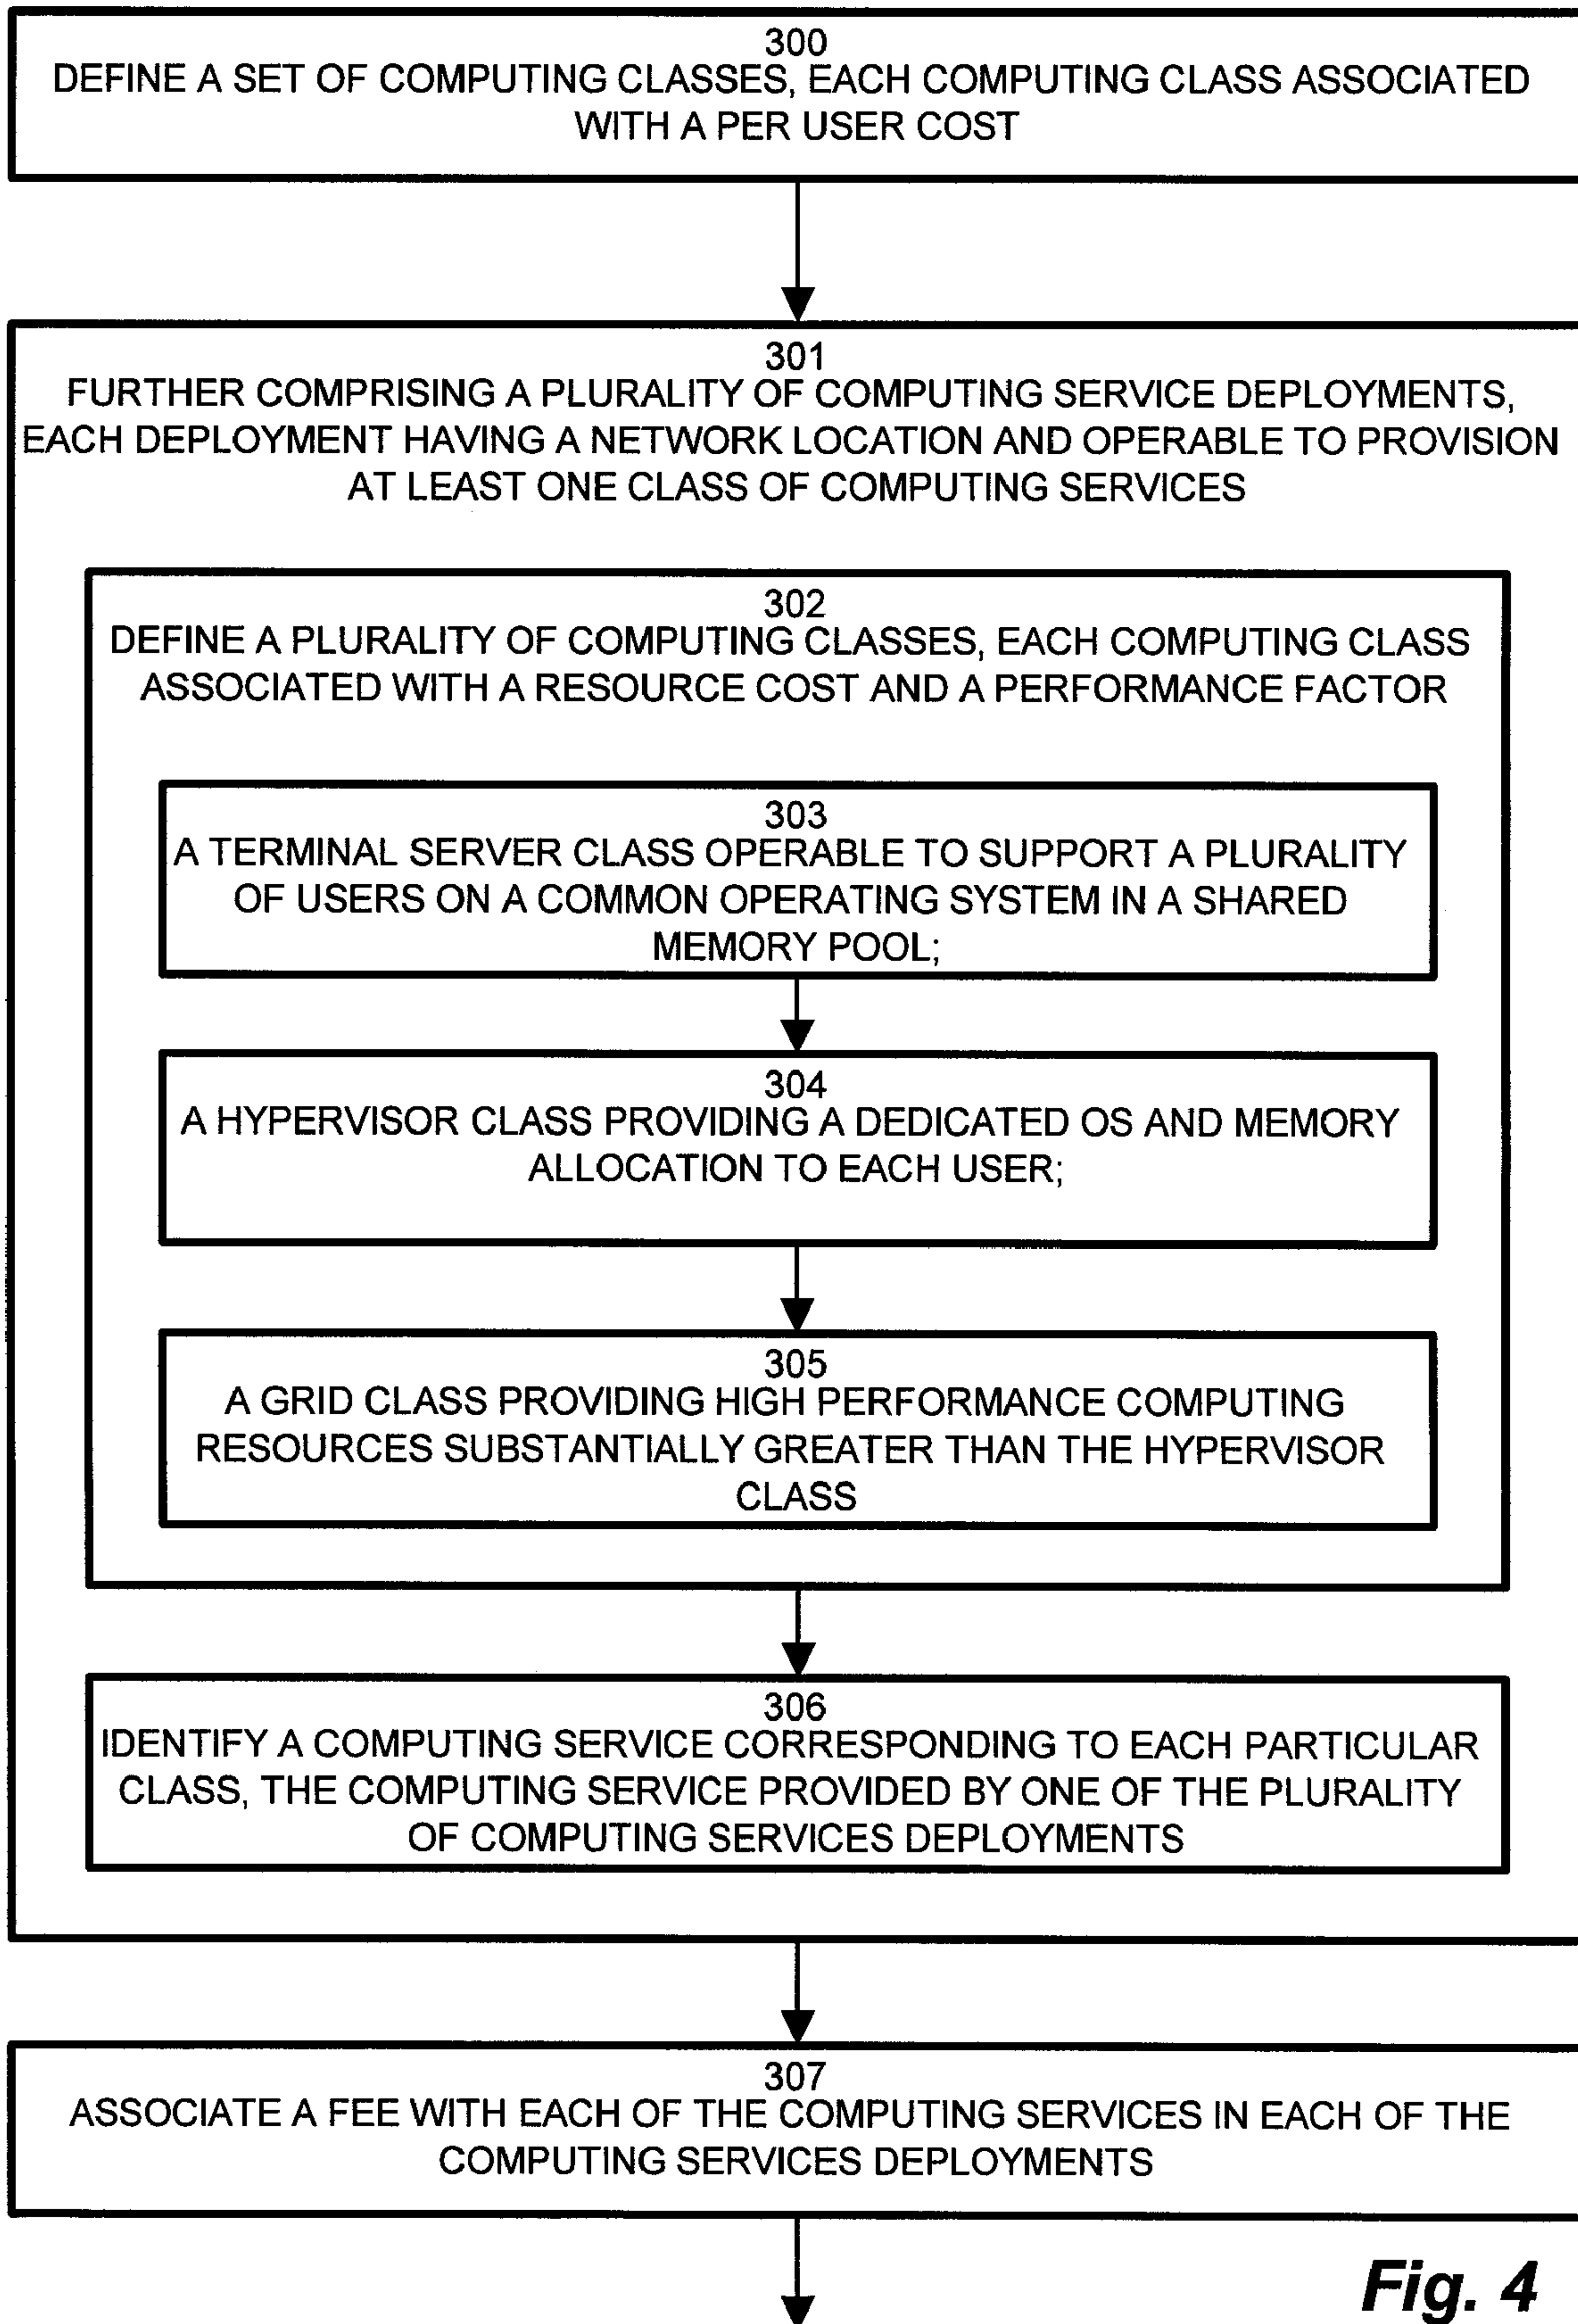 300
DEFINE A SET OF COMPUTING CLASSES, EACH COMPUTING CLASS ASSOCIATED
WITH A PER USER COST
301
FURTHER COMPRISING A PLURALITY OF COMPUTING SERVICE DEPLOYMENTS,
EACH DEPLOYMENT HAVING A NETWORK LOCATION AND OPERABLE TO PROVISION
AT LEAST ONE CLASS OF COMPUTING SERVICES
302
DEFINE A PLURALITY OF COMPUTING CLASSES, EACH COMPUTING CLASS
ASSOCIATED WITH A RESOURCE COST AND A PERFORMANCE FACTOR
303
A TERMINAL SERVER CLASS OPERABLE TO SUPPORT A PLURALITY
OF USERS ON A COMMON OPERATING SYSTEM IN A SHARED
MEMORY POOL;
304
A HYPERVISOR CLASS PROVIDING A DEDICATED OS AND MEMORY
ALLOCATION TO EACH USER;
305
A GRID CLASS PROVIDING HIGH PERFORMANCE COMPUTING
RESOURCES SUBSTANTIALLY GREATER THAN THE HYPERVISOR
CLASS
306
IDENTIFY A COMPUTING SERVICE CORRESPONDING TO EACH PARTICULAR
CLASS, THE COMPUTING SERVICE PROVIDED BY ONE OF THE PLURALITY
OF COMPUTING SERVICES DEPLOYMENTS
307
ASSOCIATE A FEE WITH EACH OF THE COMPUTING SERVICES IN EACH OF THE
COMPUTING SERVICES DEPLOYMENTS
Fig. 4